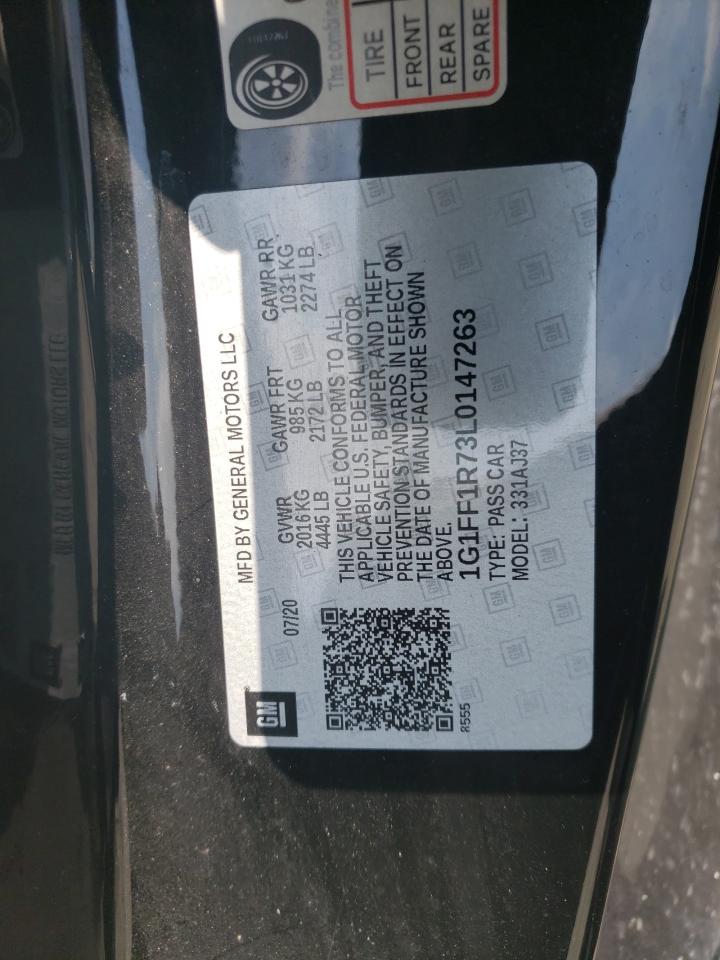 The combine
TIRE
FRONT
REAR
SPARE
GM
MFD BY GENERAL MOTORS LLC
07/20
GVWR GAWR FRT GAWR RR
2016 KG 985 KG 1031 KG
4445 LB 2172 LB 2274 LB
THIS VEHICLE CONFORMS TO ALL
APPLICABLE U.S. FEDERAL MOTOR
VEHICLE SAFETY, BUMPER, AND THEFT
PREVENTION STANDARDS IN EFFECT ON
THE DATE OF MANUFACTURE SHOWN
ABOVE.
1G1FF1R73L0147263
TYPE: PASS CAR
MODEL: 331AJ37
8555